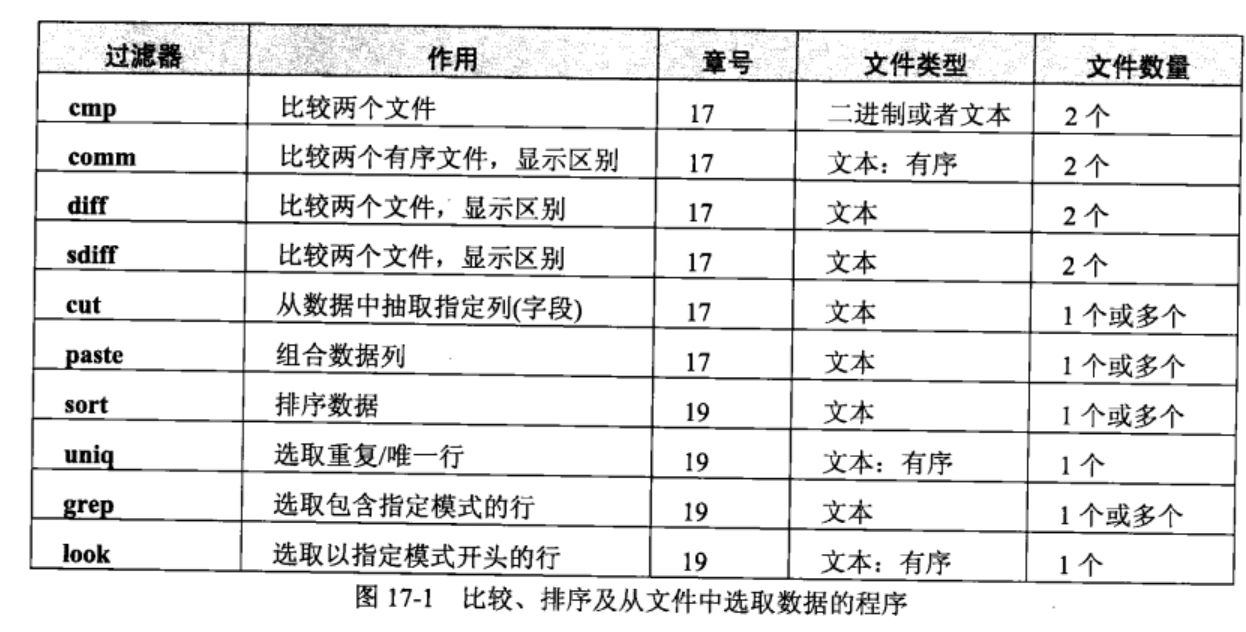 过滤器 作用 章号 文件类型 文件数量
cmp 比较两个文件 17 二进制或者文本 2 个
comm 比较两个有序文件，显示区别 17 文本：有序 2 个
diff 比较两个文件，显示区别 17 文本 2 个
sdiff 比较两个文件，显示区别 17 文本 2 个
cut 从数据中抽取指定列(字段) 17 文本 1 个或多个
paste 组合数据列 17 文本 1 个或多个
sort 排序数据 19 文本 1 个或多个
uniq 选取重复/唯一行 19 文本：有序 1 个
grep 选取包含指定模式的行 19 文本 1 个或多个
look 选取以指定模式开头的行 19 文本：有序 1 个
图 17-1 比较、排序及从文件中选取数据的程序